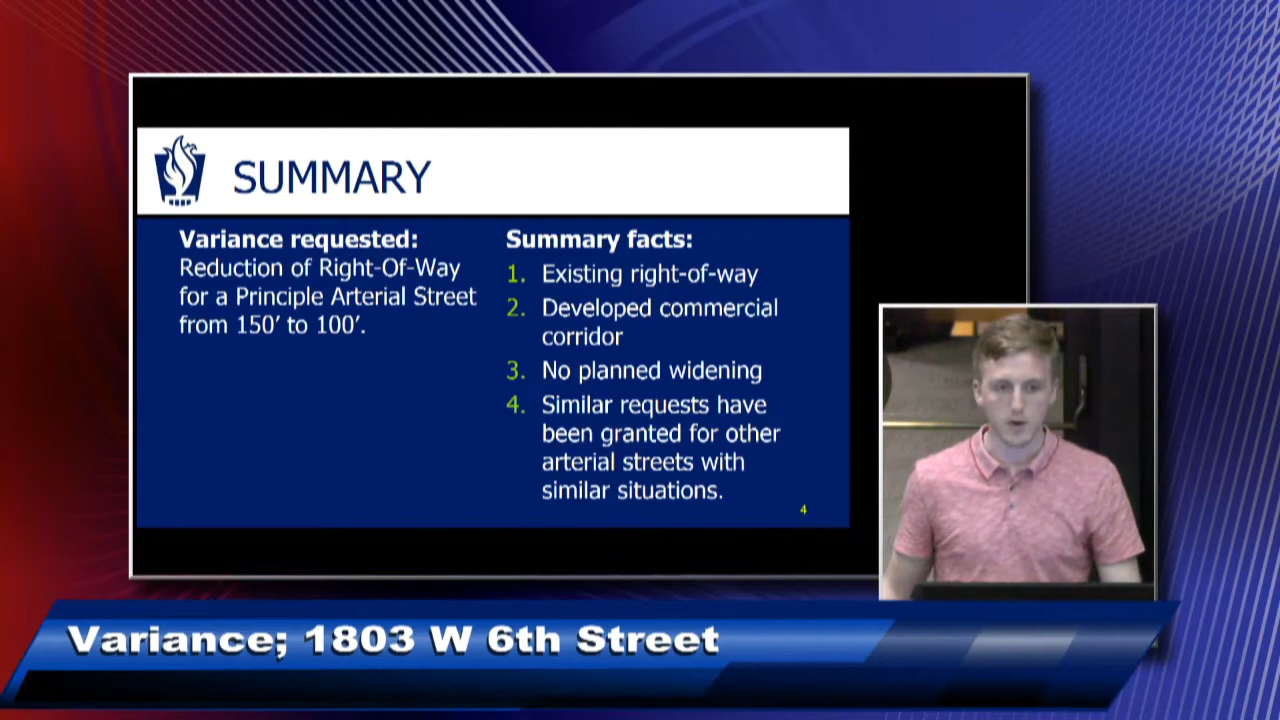 SUMMARY
Variance requested:
Reduction of Right-Of-Way
for a Principle Arterial Street
from 150' to 100'.
Summary facts:
1. Existing right-of-way
2. Developed commercial
corridor
3. No planned widening
4. Similar requests have
been granted for other
arterial streets with
similar situations.
4
Variance; 1803 W 6th Street